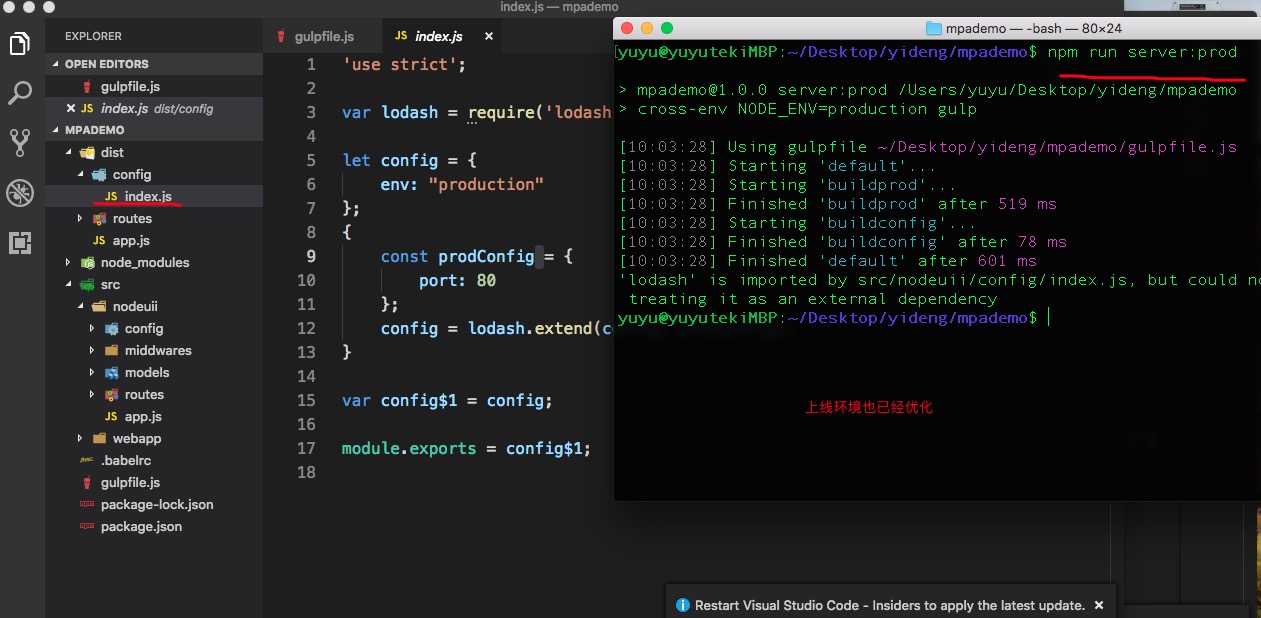 index.js — mpademo
EXPLORER
OPEN EDITORS
gulpfile.js
index.js dist/config
MPADEMO
dist
config
index.js
routes
app.js
node_modules
src
nodeuii
config
middwares
models
routes
app.js
webapp
.babelrc
gulpfile.js
package-lock.json
package.json
gulpfile.js
JS index.js
1 'use strict';
2
3 var lodash = require('lodash
4
5 let config = {
6 env: "production"
7 };
8 {
9 const prodConfig = {
10 port: 80
11 };
12 config = lodash.extend(c
13 }
14
15 var config$1 = config;
16
17 module.exports = config$1;
18
mpademo — -bash — 80×24
[yuyu@yuyutekiMBP:~/Desktop/yideng/mpademo$ npm run server:prod
> mpademo@1.0.0 server:prod /Users/yuyu/Desktop/yideng/mpademo
> cross-env NODE_ENV=production gulp
[10:03:28] Using gulpfile ~/Desktop/yideng/mpademo/gulpfile.js
[10:03:28] Starting 'default'...
[10:03:28] Starting 'buildprod'...
[10:03:28] Finished 'buildprod' after 519 ms
[10:03:28] Starting 'buildconfig'...
[10:03:28] Finished 'buildconfig' after 78 ms
[10:03:28] Finished 'default' after 601 ms
'lodash' is imported by src/nodeuii/config/index.js, but could no
treating it as an external dependency
yuyu@yuyutekiMBP:~/Desktop/yideng/mpademo$
上线环境也已经优化
Restart Visual Studio Code - Insiders to apply the latest update.